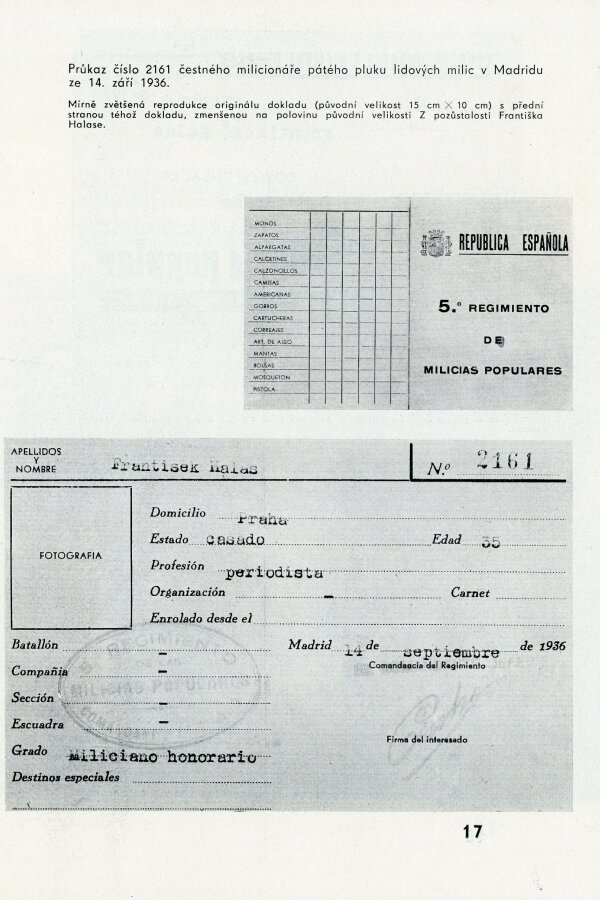 Průkaz číslo 2161 čestného milicionáře pátého pluku lidových milic v Madridu
ze 14. září 1936.
Mírně zvětšená reprodukce originálu dokladu (původní velikost 15 cm × 10 cm) s přední
stranou téhož dokladu, zmenšenou na polovinu původní velikosti Z pozůstalosti Františka
Halase.
MONOS
ZAPATOS
ALPARGATAS
CALCETINES
CALZONCILLOS
CAMISAS
AMERICANAS
GORROS
CARTUCHERAS
CORREAJES
ART. DE ASEO
MANTAS
BOLSAS
MOSQUETON
PISTOLA
REPUBLICA ESPAÑOLA
5.º REGIMIENTO
DE
MILICIAS POPULARES
APELLIDOS
Y
NOMBRE
František Halas
N.º 2161
FOTOGRAFIA
Domicilio Praha
Estado casado Edad 35
Profesión periodista
Organización - Carnet
Enrolado desde el
Batallón -
Madrid 14 de septiembre de 1936
Compañia -
Comandancia del Regimiento
Sección -
Escuadra -
Firma del interesado
Grado Miliciano honorario
Destinos especiales
REGIMIENTO
MILICIAS POPULARES
17